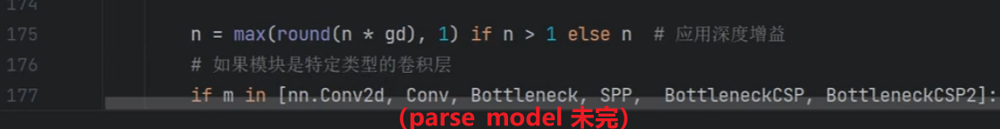 174
175 n = max(round(n * gd), 1) if n > 1 else n # 应用深度增益
176 # 如果模块是特定类型的卷积层
177 if m in [nn.Conv2d, Conv, Bottleneck, SPP, BottleneckCSP, BottleneckCSP2]:
(parse model 未完)